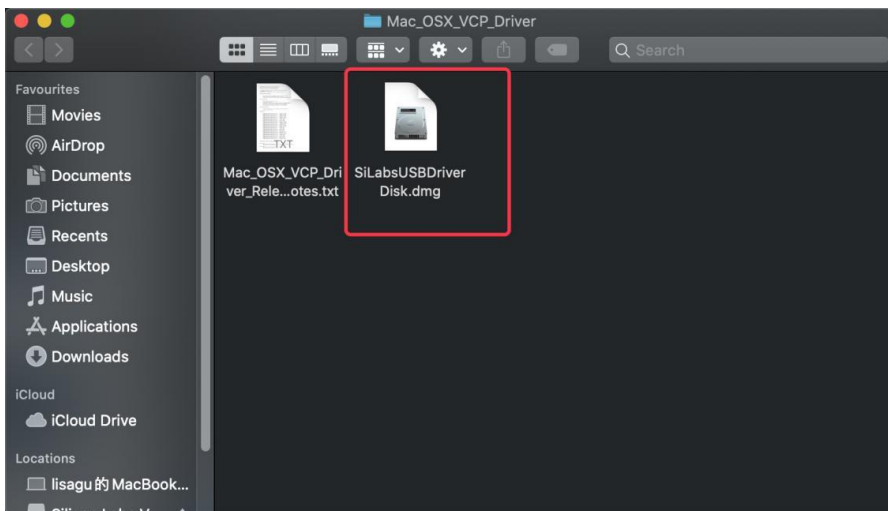 Mac_OSX_VCP_Driver
Search
Favourites
Movies
AirDrop
Documents
Pictures
Recents
Desktop
Music
Applications
Downloads
iCloud
iCloud Drive
Locations
lisagu的 MacBook...
TXT
Mac_OSX_VCP_Dri
ver_Rele...otes.txt
SiLabsUSBDriver
Disk.dmg